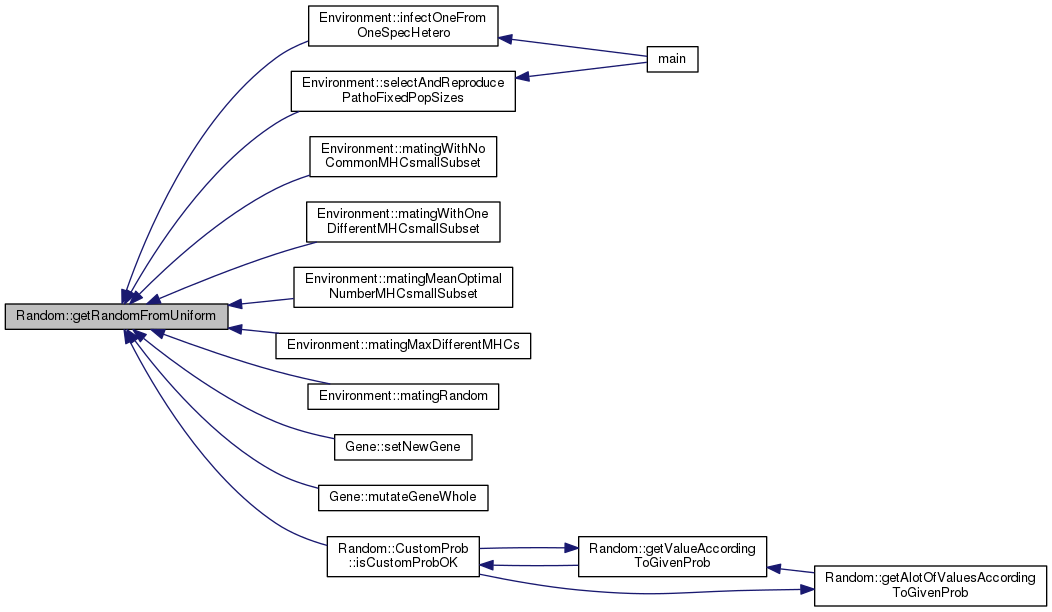 Environment::infectOneFrom
OneSpecHetero
main
Environment::selectAndReproduce
PathoFixedPopSizes
Environment::matingWithNo
CommonMHCsmallSubset
Environment::matingWithOne
DifferentMHCsmallSubset
Environment::matingMeanOptimal
NumberMHCsmallSubset
Random::getRandomFromUniform
Environment::matingMaxDifferentMHCs
Environment::matingRandom
Gene::setNewGene
Gene::mutateGeneWhole
Random::CustomProb
::isCustomProbOK
Random::getValueAccording
ToGivenProb
Random::getAlotOfValuesAccording
ToGivenProb